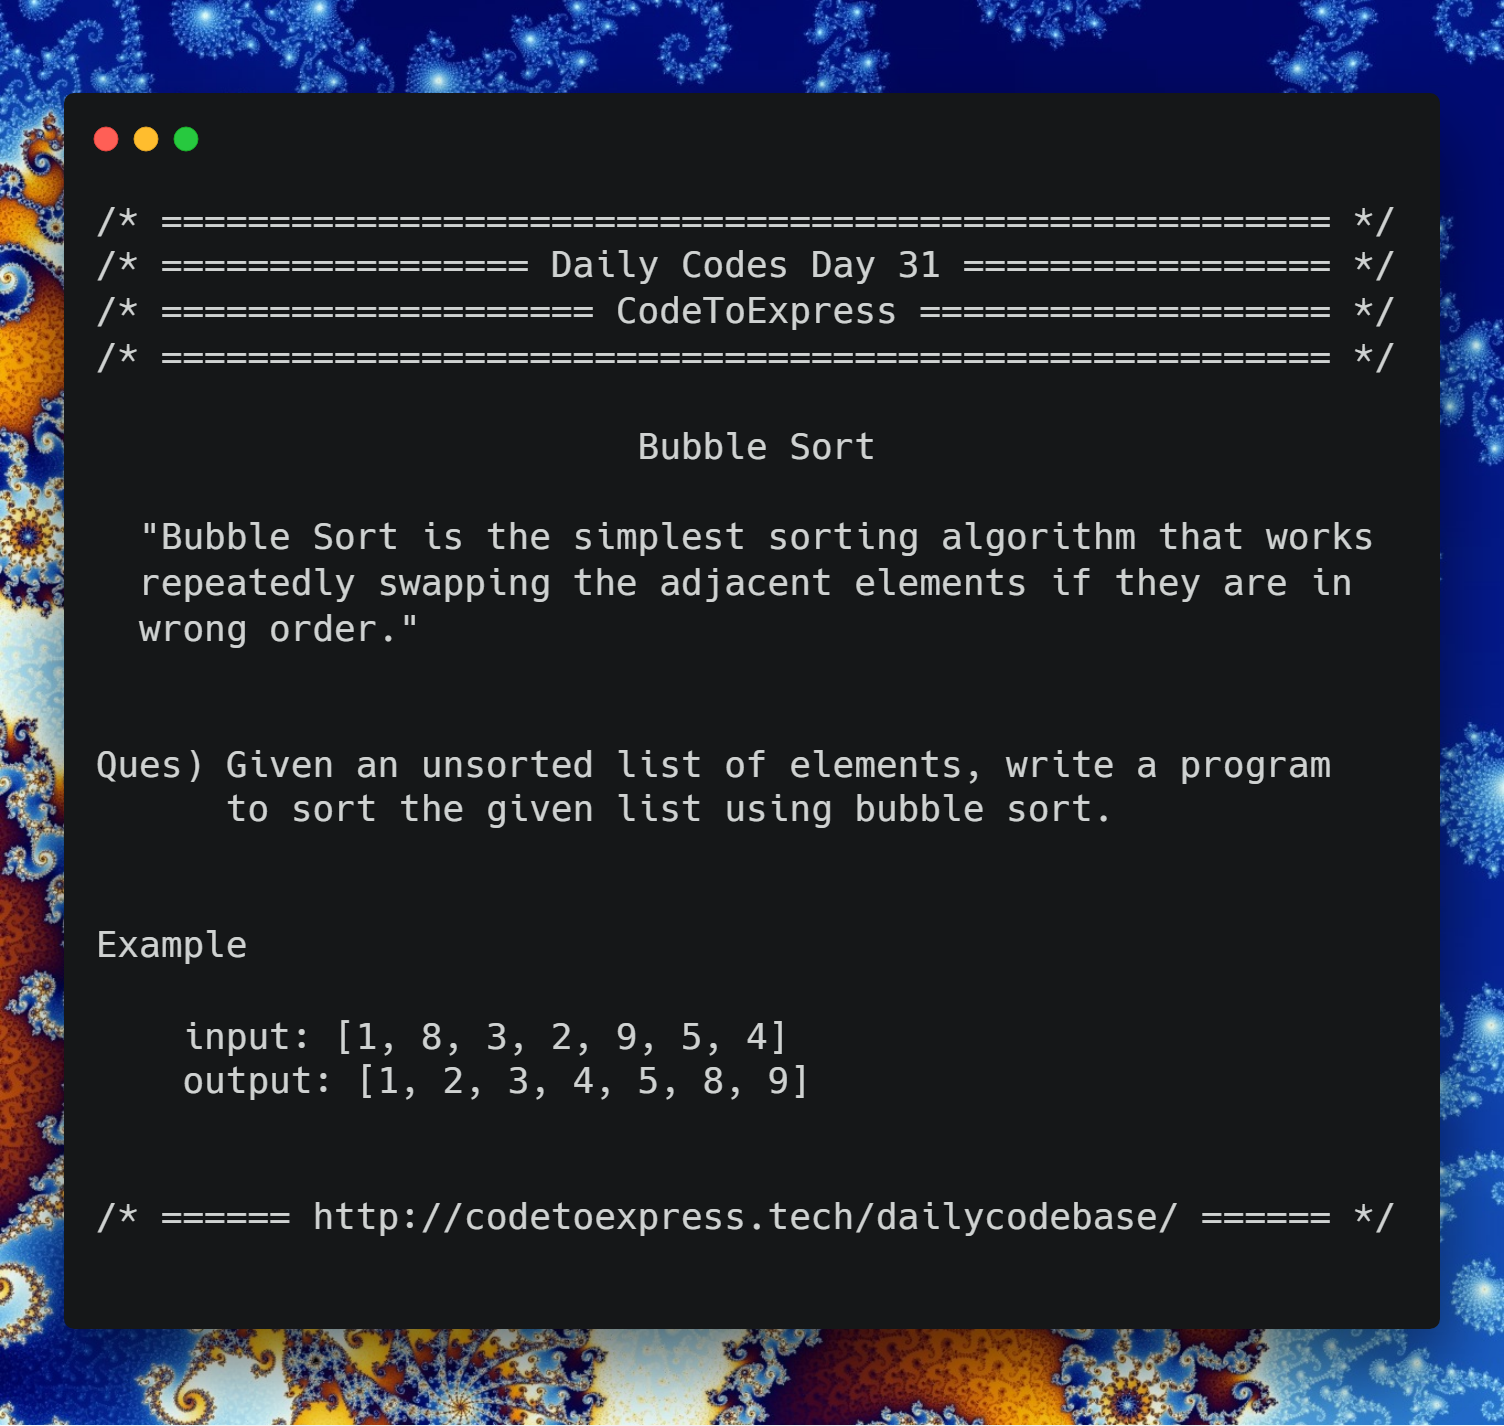 /* ====================================================== */
/* ================= Daily Codes Day 31 ================= */
/* ==================== CodeToExpress =================== */
/* ====================================================== */
Bubble Sort
"Bubble Sort is the simplest sorting algorithm that works
repeatedly swapping the adjacent elements if they are in
wrong order."
Ques) Given an unsorted list of elements, write a program
to sort the given list using bubble sort.
Example
input: [1, 8, 3, 2, 9, 5, 4]
output: [1, 2, 3, 4, 5, 8, 9]
/* ====== http://codetoexpress.tech/dailycodebase/ ====== */